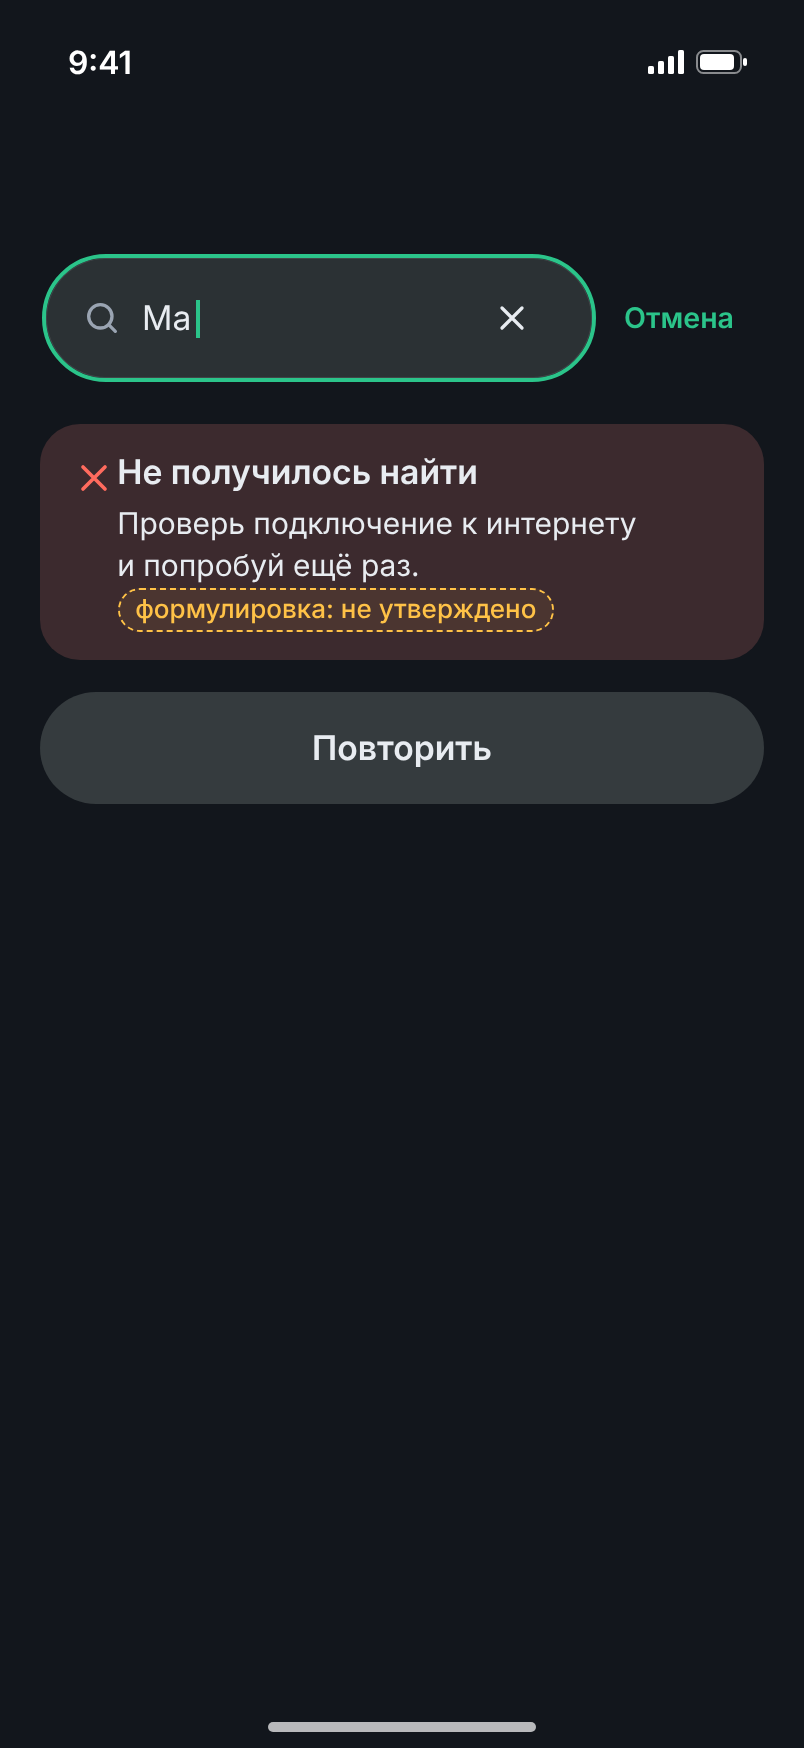 9:41
Ма
Отмена
Не получилось найти
Проверь подключение к интернету
и попробуй ещё раз.
формулировка: не утверждено
Повторить